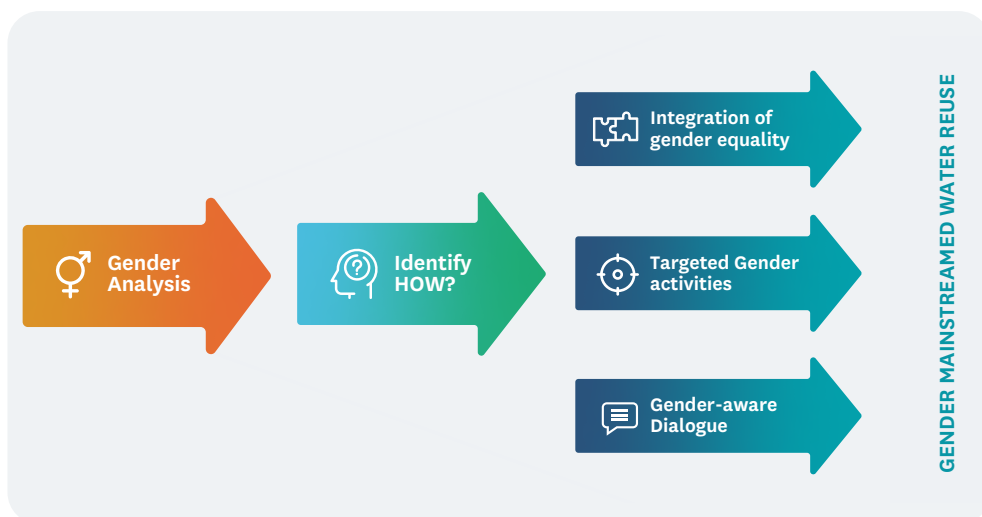 Gender
Analysis
Identify
HOW?
Integration of
gender equality
Targeted Gender
activities
Gender-aware
Dialogue
GENDER MAINSTREAMED WATER REUSE